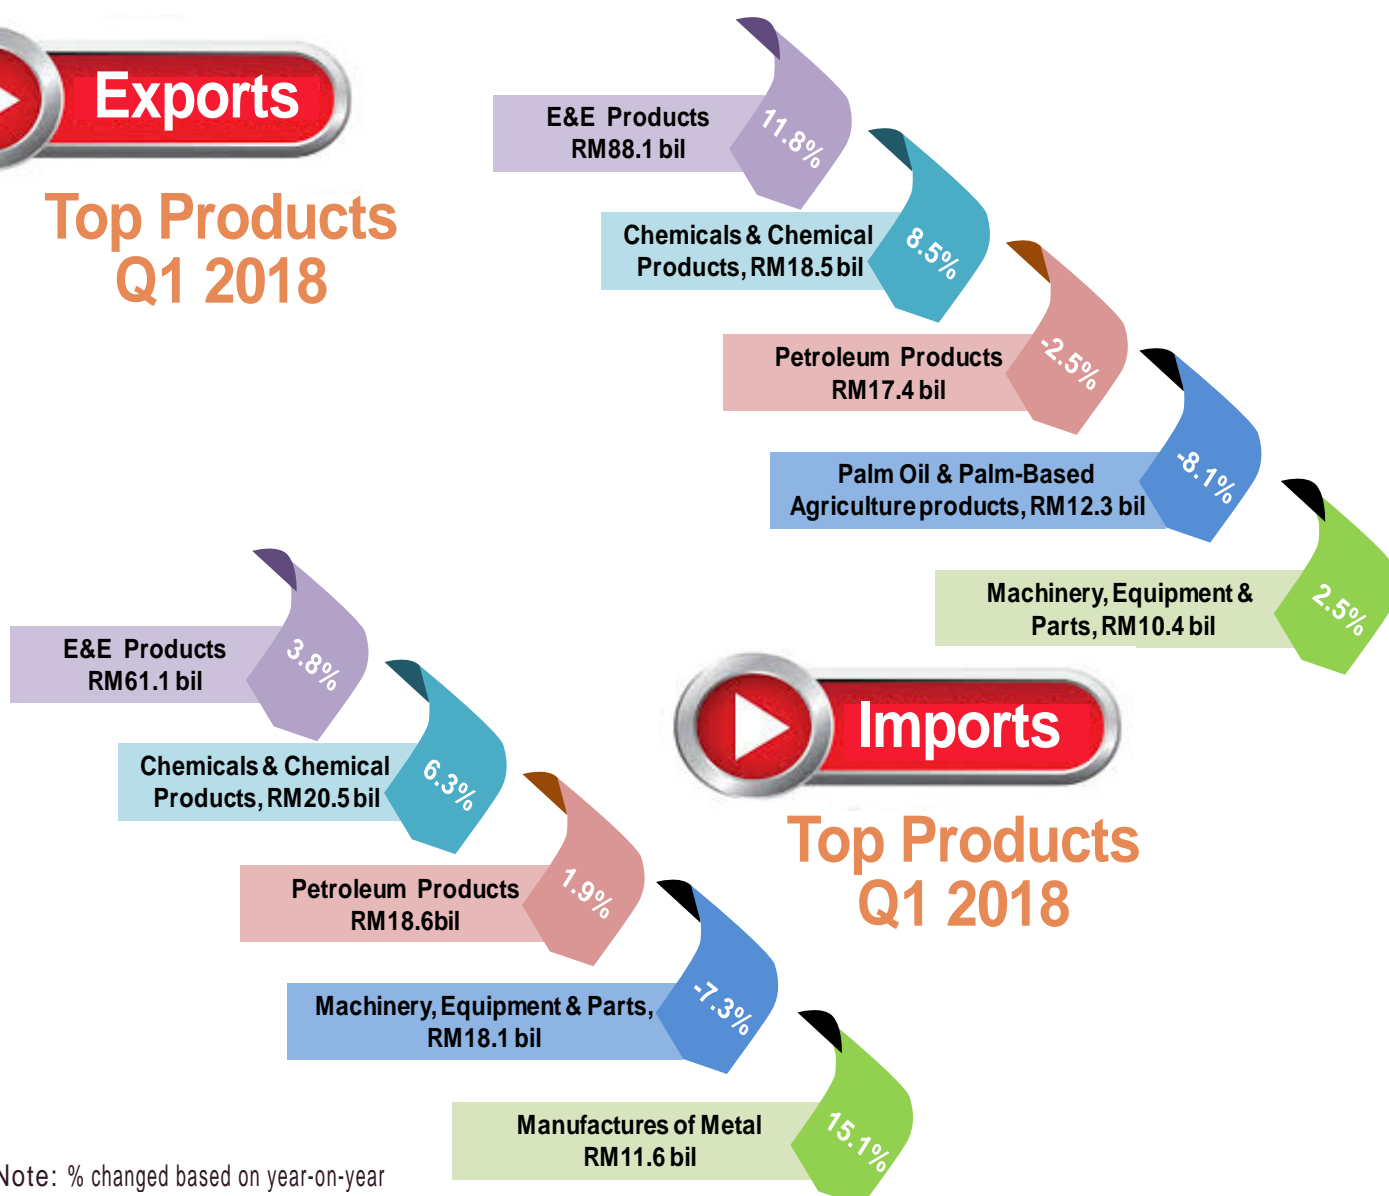 Exports
Top Products
Q1 2018
E&E Products
RM88.1 bil
11.8%
Chemicals & Chemical
Products, RM18.5 bil
8.5%
Petroleum Products
RM17.4 bil
-2.5%
Palm Oil & Palm-Based
Agriculture products, RM12.3 bil
-8.1%
Machinery, Equipment &
Parts, RM10.4 bil
2.5%
Imports
Top Products
Q1 2018
E&E Products
RM61.1 bil
3.8%
Chemicals & Chemical
Products, RM20.5 bil
6.3%
Petroleum Products
RM18.6bil
1.9%
Machinery, Equipment & Parts,
RM18.1 bil
-7.3%
Manufactures of Metal
RM11.6 bil
15.1%
Note: % changed based on year-on-year